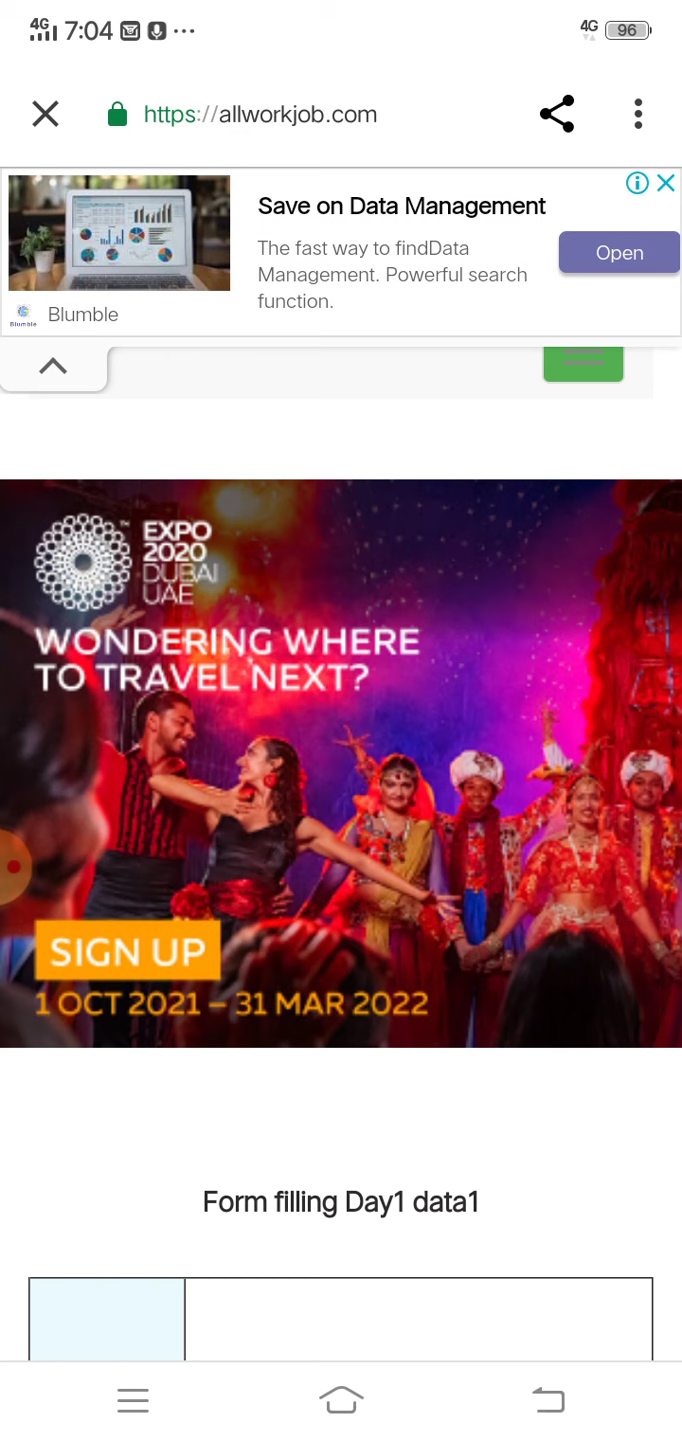 4G 7:04 4G 96
https://allworkjob.com
Save on Data Management
The fast way to findData
Management. Powerful search
function.
Open
Blumble
Blumble
EXPO
2020
DUBAI
UAE
WONDERING WHERE
TO TRAVEL NEXT?
SIGN UP
1 OCT 2021 – 31 MAR 2022
Form filling Day1 data1